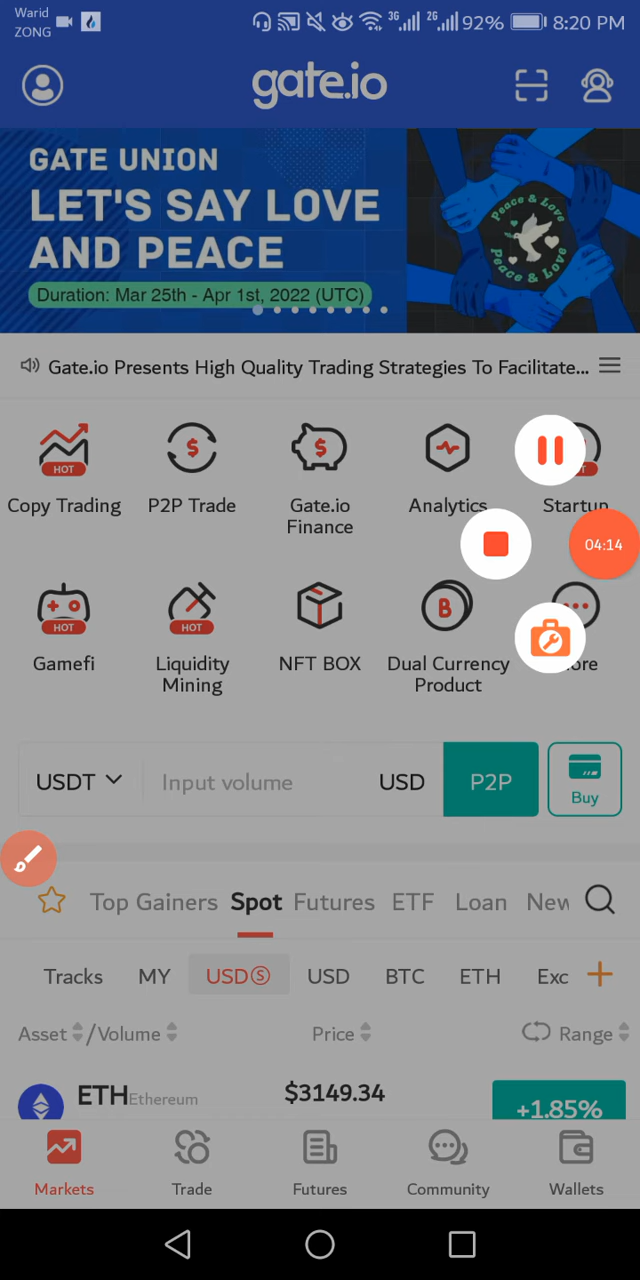 Warid
ZONG
3G
2G
92%
8:20 PM
gate.io
GATE UNION
LET'S SAY LOVE
AND PEACE
Duration: Mar 25th - Apr 1st, 2022 (UTC)
Peace & Love
Peace & Love
Gate.io Presents High Quality Trading Strategies To Facilitate...
HOT
Copy Trading
P2P Trade
Gate.io
Finance
Analytics
Startup
04:14
HOT
Gamefi
HOT
Liquidity
Mining
NFT BOX
B
Dual Currency
Product
ore
USDT
Input volume
USD
P2P
Buy
Top Gainers
Spot
Futures
ETF
Loan
New
Tracks
MY
USDⓈ
USD
BTC
ETH
Exc
Asset / Volume
Price
Range
ETH Ethereum
$3149.34
+1.85%
Markets
Trade
Futures
Community
Wallets